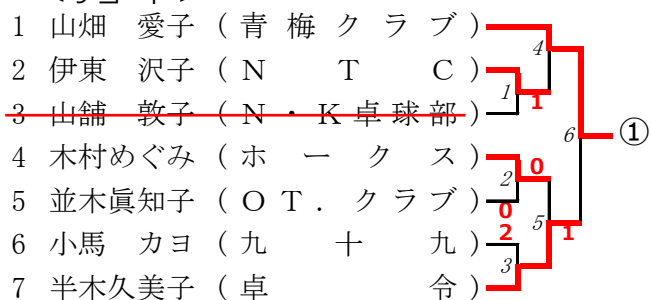 1 山畑 愛子(青梅クラブ)
2 伊東 沢子(NTC)
3 山舗 敦子(N・K卓球部)
4 木村めぐみ(ホークス)
5 並木眞知子(OT.クラブ)
6 小馬 カヨ(九十九)
7 半木久美子(卓令)
4
1
1
6
①
2
0
0
5
1
2
3